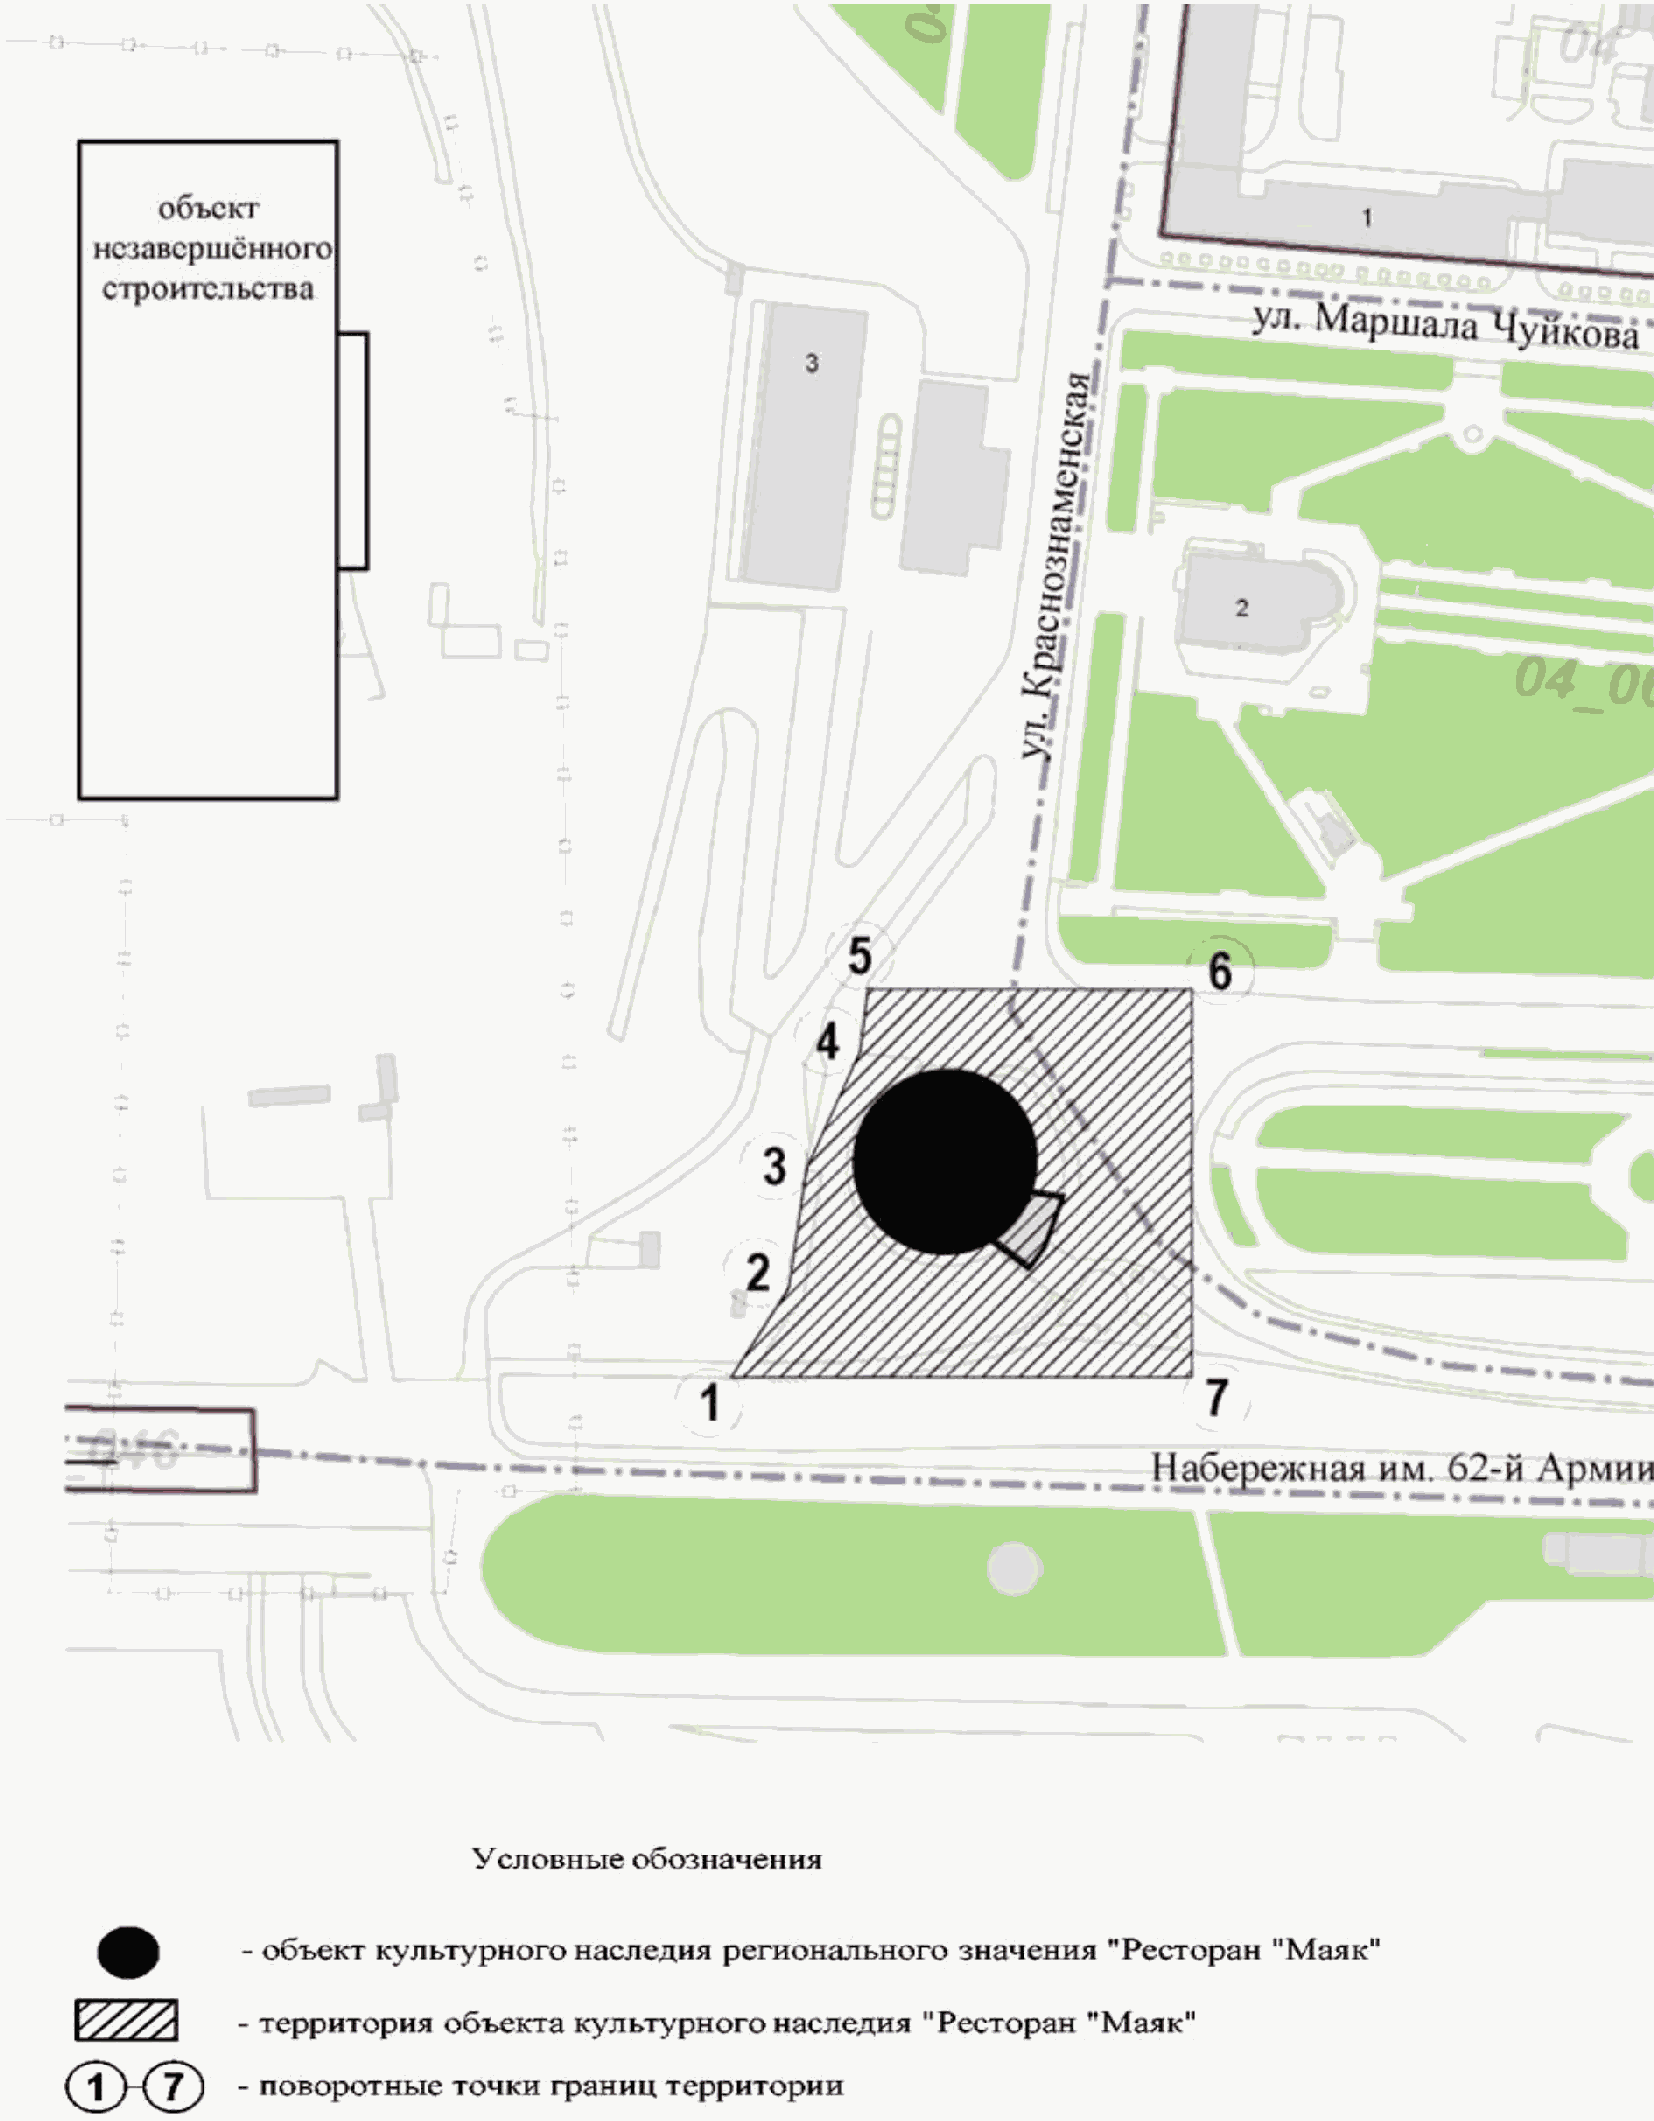 04
объект
незавершённого
строительства
1
ул. Маршала Чуйкова
3
ул. Краснознаменская
2
5
6
4
3
2
1
7
Набережная им. 62-й Армии
Условные обозначения
- объект культурного наследия регионального значения "Ресторан "Маяк"
- территория объекта культурного наследия "Ресторан "Маяк"
1 - 7 - поворотные точки границ территории